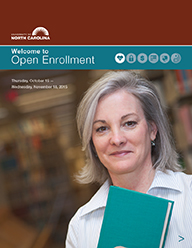 NORTH CAROLINA
Welcome to
Open Enrollment
Thursday, October 15 –
Wednesday, November 18, 2015